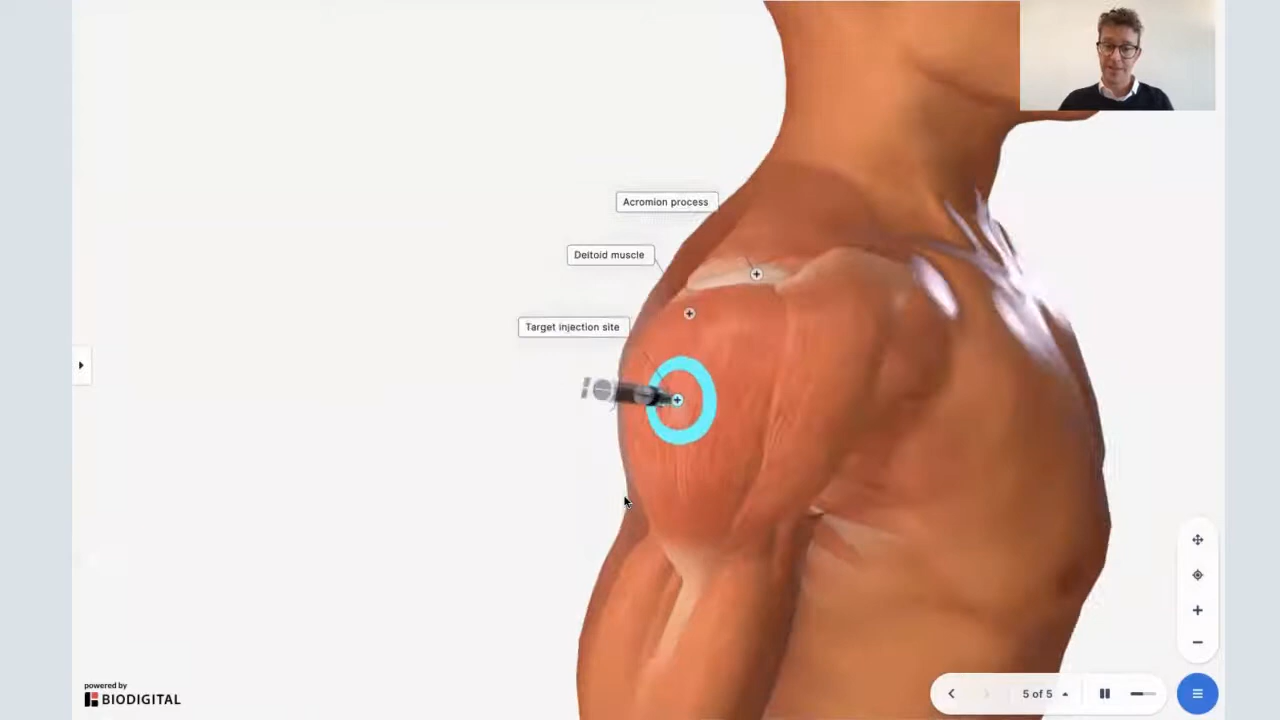 Acromion process
Deltoid muscle
Target injection site
powered by
BIODIGITAL
5 of 5